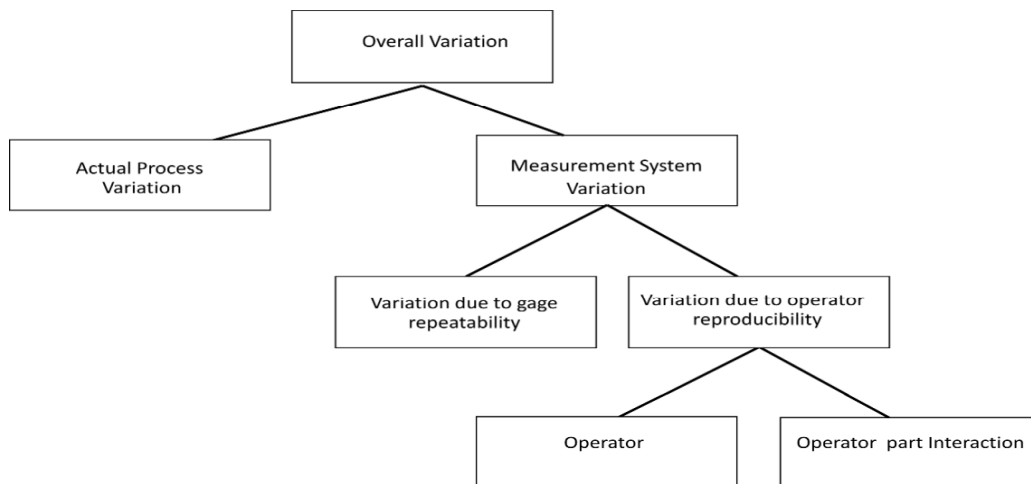 Overall Variation
Actual Process
Variation
Measurement System
Variation
Variation due to gage
repeatability
Variation due to operator
reproducibility
Operator
Operator part Interaction